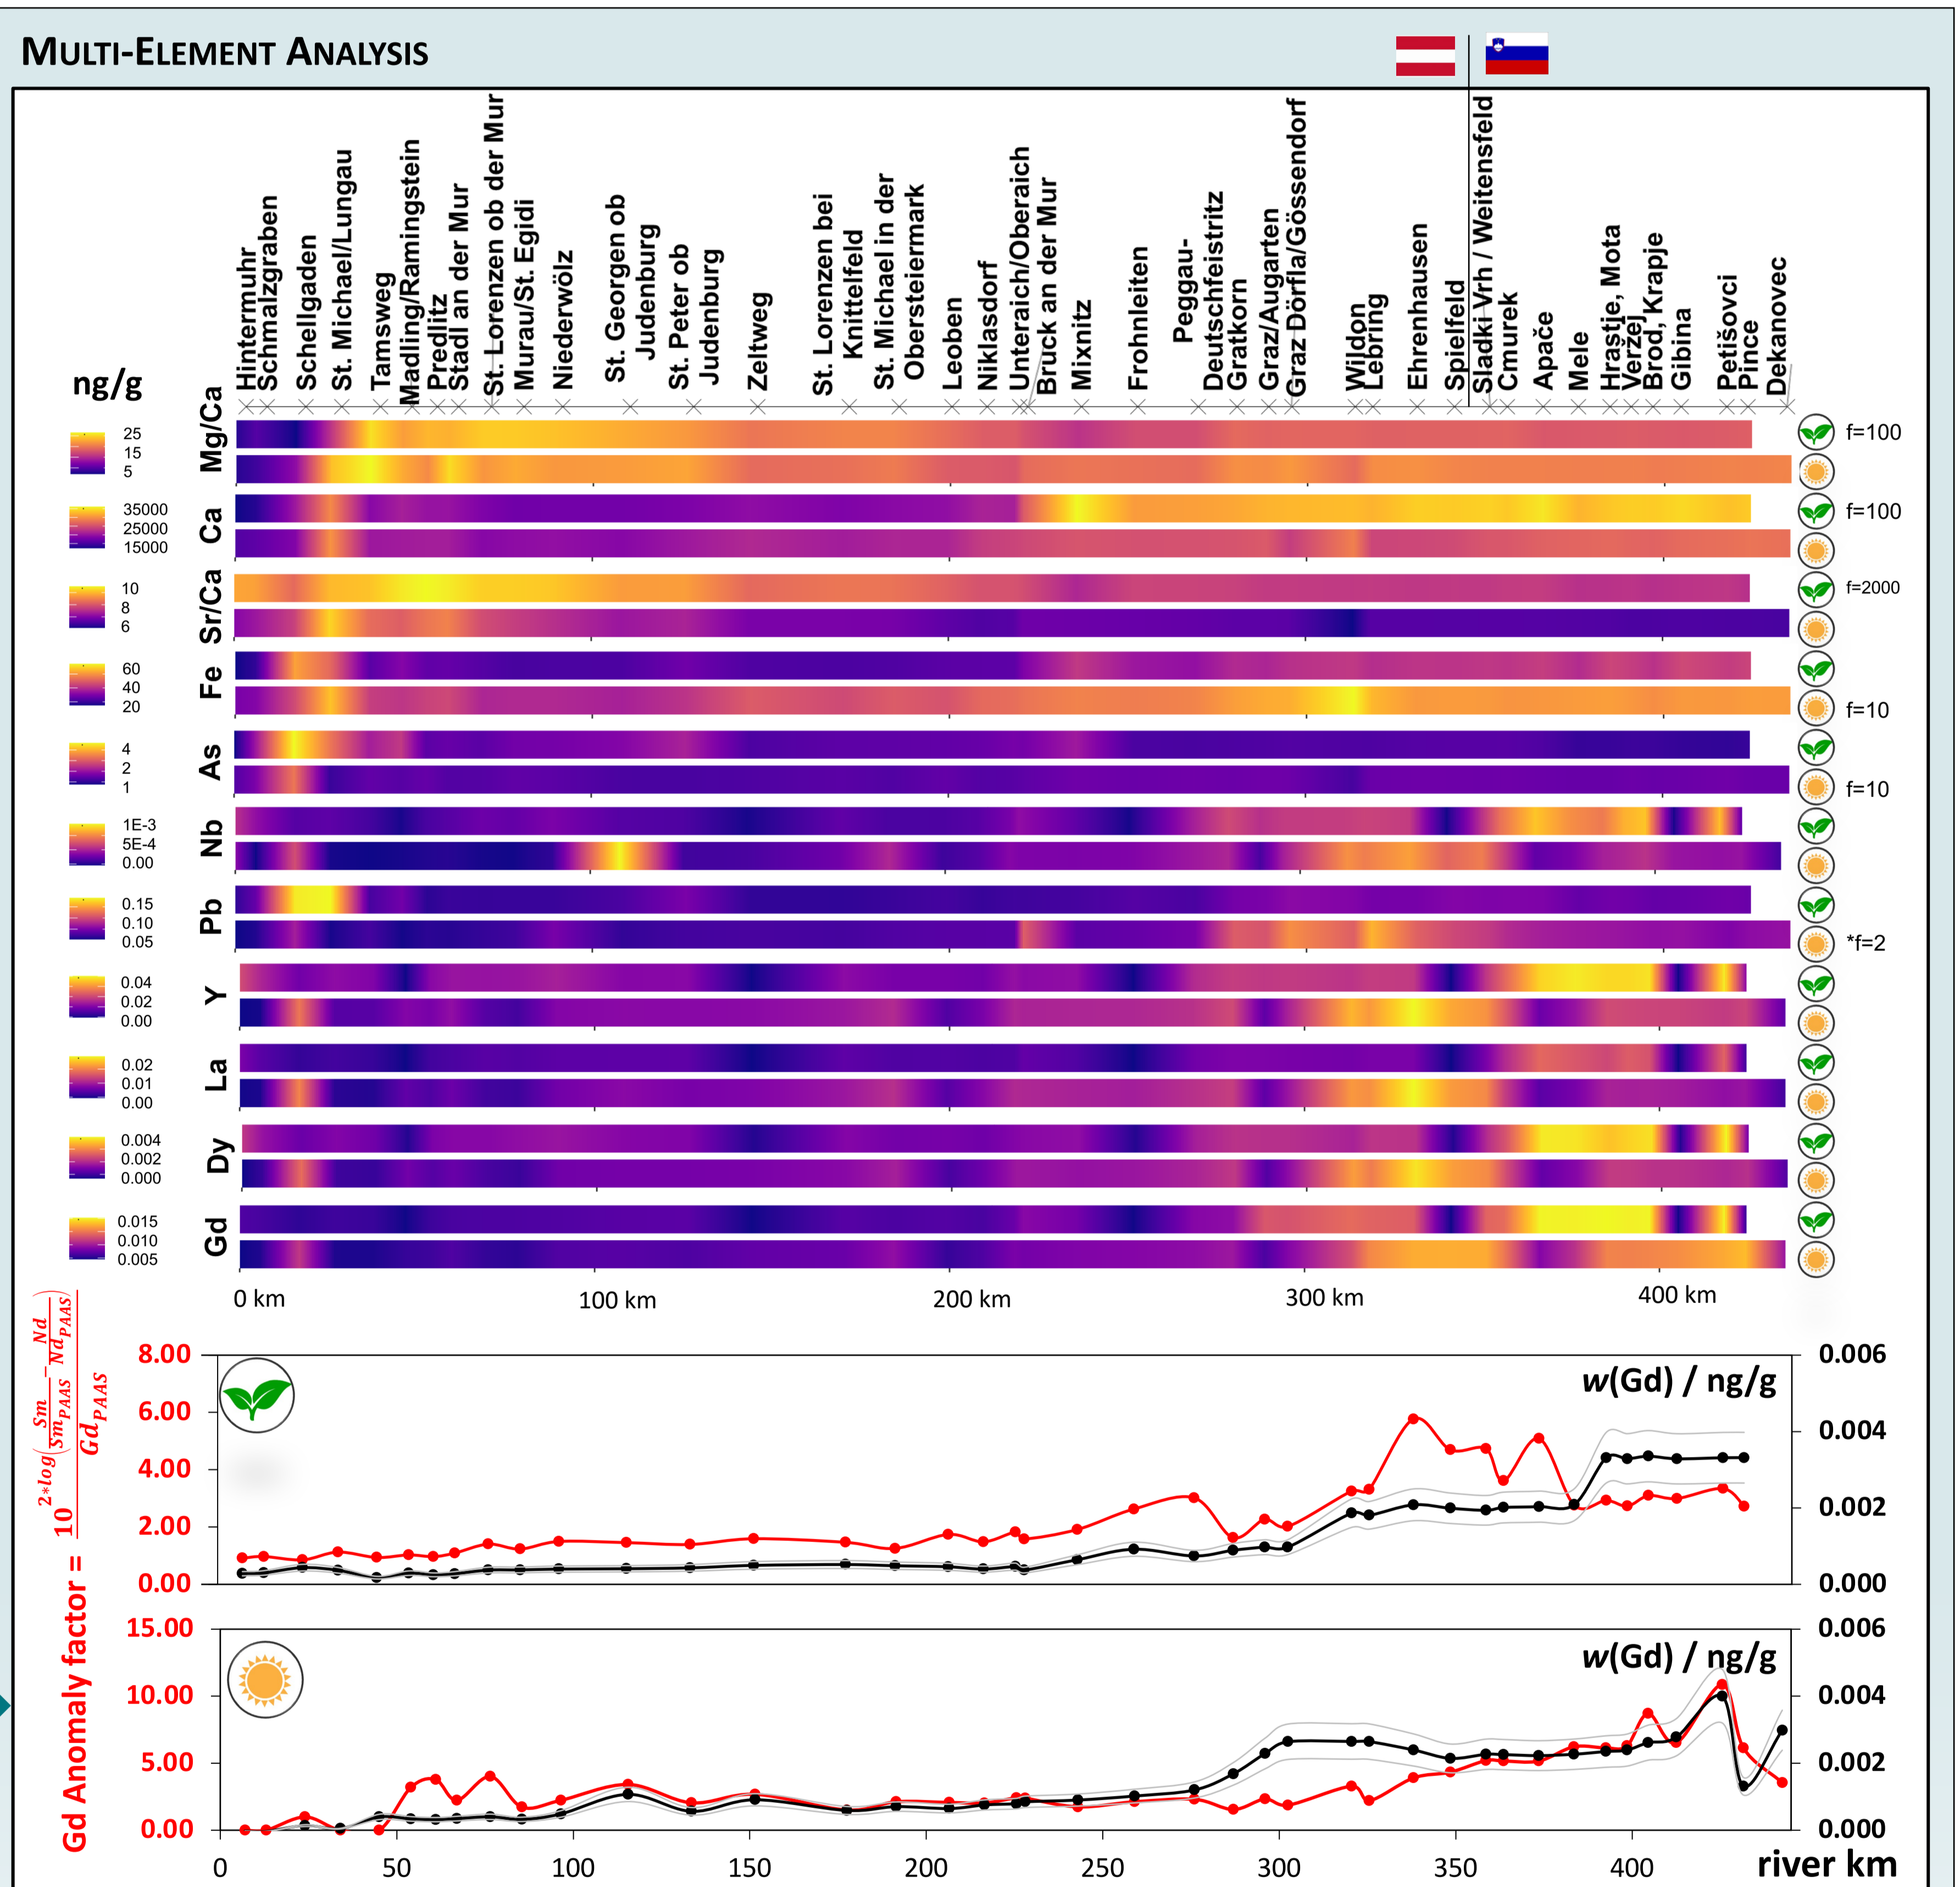 MULTI-ELEMENT ANALYSIS
Hintermuhr
Schmalzgraben
Schellgaden
St. Michael/Lungau
Tamsweg
Madling/Ramingstein
Predlitz
Stadl an der Mur
St. Lorenzen ob der Mur
Murau/St. Egidi
Niederwölz
St. Georgen ob
Judenburg
St. Peter ob
Judenburg
Zeltweg
St. Lorenzen bei
Knittelfeld
St. Michael in der
Obersteiermark
Leoben
Niklasdorf
Unteraich/Oberaich
Bruck an der Mur
Mixnitz
Frohnleiten
Peggau-
Deutschfeistritz
Gratkorn
Graz/Augarten
Graz Dörfla/Gössendorf
Wildon
Lebring
Ehrenhausen
Spielfeld
Sladki Vrh / Weitensfeld
Cmurek
Apače
Mele
Hrastje, Mota
Veržej
Brod, Krapje
Gibina
Petišovci
Pince
Dekanovec
ng/g
Mg/Ca
25
15
5
f=100
Ca
35000
25000
15000
f=100
Sr/Ca
10
8
6
f=2000
Fe
60
40
20
f=10
As
4
2
1
f=10
Nb
1E-3
5E-4
0.00
Pb
0.15
0.10
0.05
*f=2
Y
0.04
0.02
0.00
La
0.02
0.01
0.00
Dy
0.004
0.002
0.000
Gd
0.015
0.010
0.005
0 km 100 km 200 km 300 km 400 km
Gd Anomaly factor = 10^(2*log(Sm/Sm_PAAS − Nd/Nd_PAAS)) / Gd_PAAS
8.00
6.00
4.00
2.00
0.00
w(Gd) / ng/g
0.006
0.004
0.002
0.000
15.00
10.00
5.00
0.00
w(Gd) / ng/g
0.006
0.004
0.002
0.000
0 50 100 150 200 250 300 350 400 river km